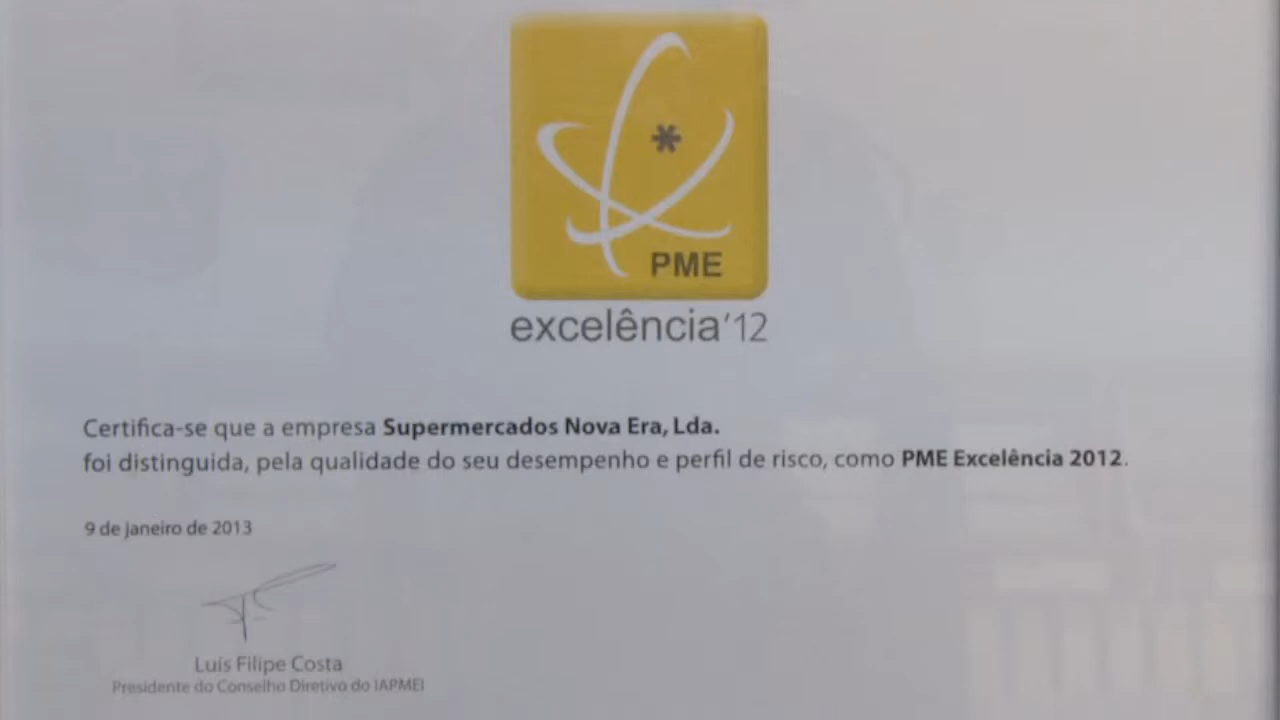 *
PME
excelência'12
Certifica-se que a empresa Supermercados Nova Era, Lda.
foi distinguida, pela qualidade do seu desempenho e perfil de risco, como PME Excelência 2012.
9 de janeiro de 2013
Luís Filipe Costa
Presidente do Conselho Diretivo do IAPMEI